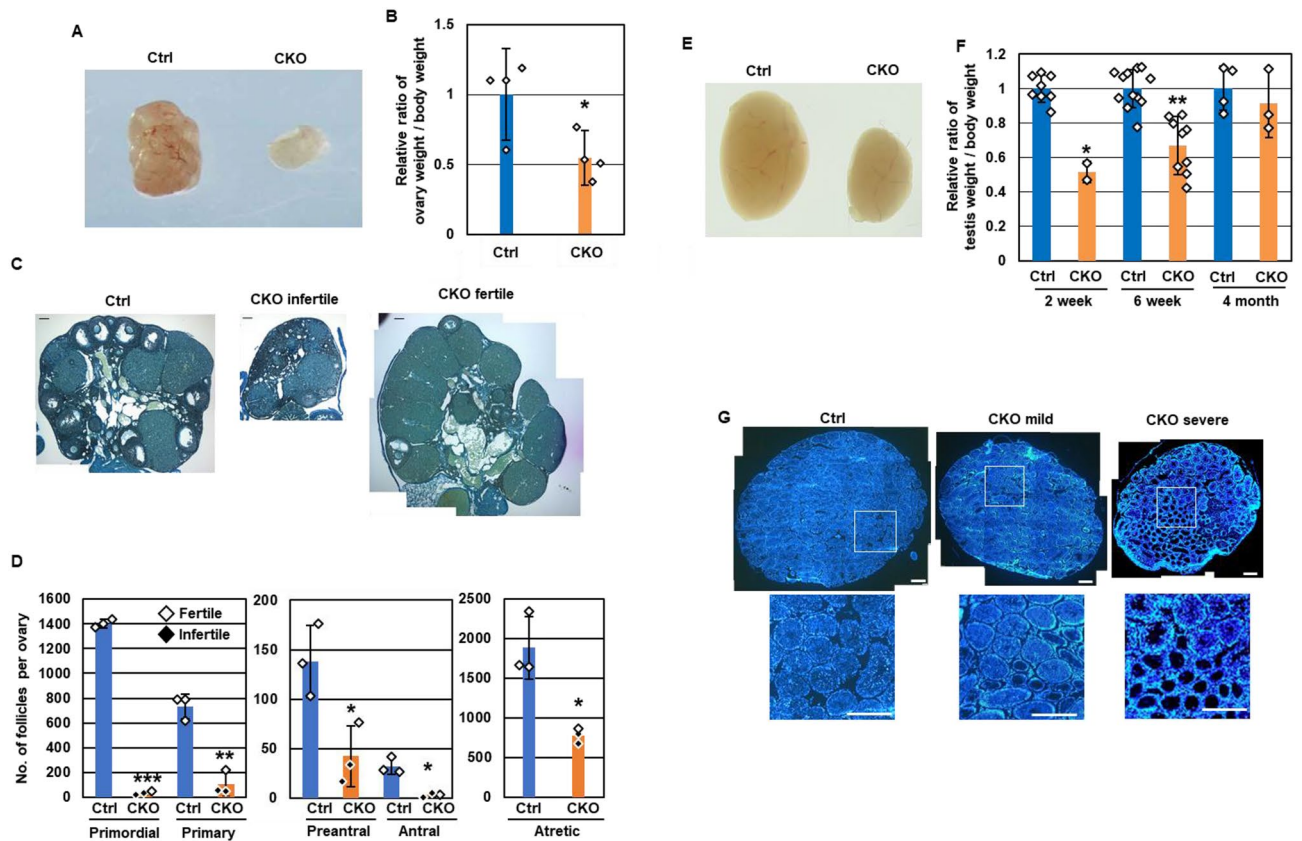 A
Ctrl
CKO
B
Relative ratio of
ovary weight / body weight
1.5
1
0.5
0
*
Ctrl
CKO
C
Ctrl
CKO infertile
CKO fertile
D
No. of follicles per ovary
1600
1400
1200
1000
800
600
400
200
0
Fertile
Infertile
***
**
Ctrl CKO Ctrl CKO
Primordial Primary
200
150
100
50
0
*
*
Ctrl CKO Ctrl CKO
Preantral Antral
2500
2000
1500
1000
500
0
*
Ctrl CKO
Atretic
E
Ctrl
CKO
F
Relative ratio of
testis weight / body weight
1.2
1
0.8
0.6
0.4
0.2
0
*
**
Ctrl CKO Ctrl CKO Ctrl CKO
2 week 6 week 4 month
G
Ctrl
CKO mild
CKO severe